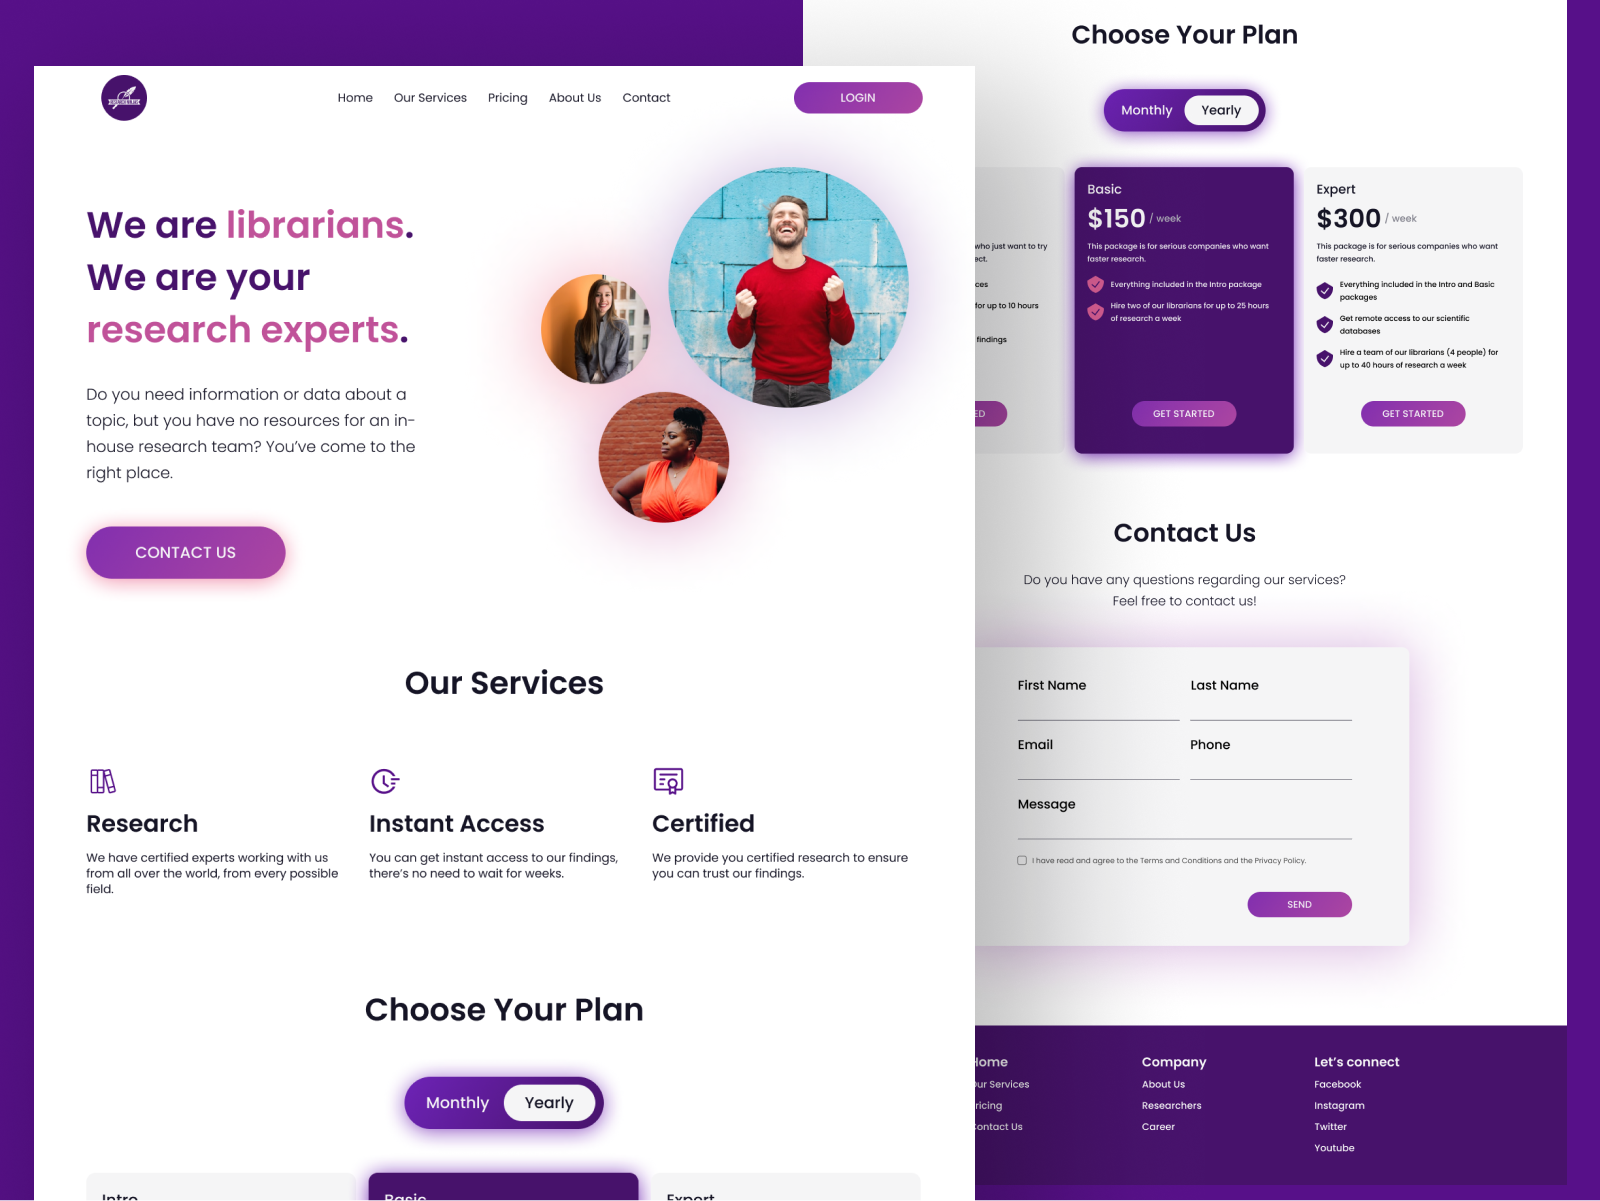 Home
Our Services
Pricing
About Us
Contact
LOGIN
We are librarians.
We are your
research experts.
Do you need information or data about a
topic, but you have no resources for an in-
house research team? You’ve come to the
right place.
CONTACT US
Our Services
Research
We have certified experts working with us
from all over the world, from every possible
field.
Instant Access
You can get instant access to our findings,
there’s no need to wait for weeks.
Certified
We provide you certified research to ensure
you can trust our findings.
Choose Your Plan
Monthly
Yearly
Intro
Basic
Expert
Choose Your Plan
Monthly
Yearly
who just want to try
ect.
ces
for up to 10 hours
findings
ED
Basic
$150 / week
This package is for serious companies who want
faster research.
Everything included in the Intro package
Hire two of our librarians for up to 25 hours
of research a week
GET STARTED
Expert
$300 / week
This package is for serious companies who want
faster research.
Everything included in the Intro and Basic
packages
Get remote access to our scientific
databases
Hire a team of our librarians (4 people) for
up to 40 hours of research a week
GET STARTED
Contact Us
Do you have any questions regarding our services?
Feel free to contact us!
First Name
Last Name
Email
Phone
Message
I have read and agree to the Terms and Conditions and the Privacy Policy.
SEND
Home
Our Services
ricing
Contact Us
Company
About Us
Researchers
Career
Let’s connect
Facebook
Instagram
Twitter
Youtube